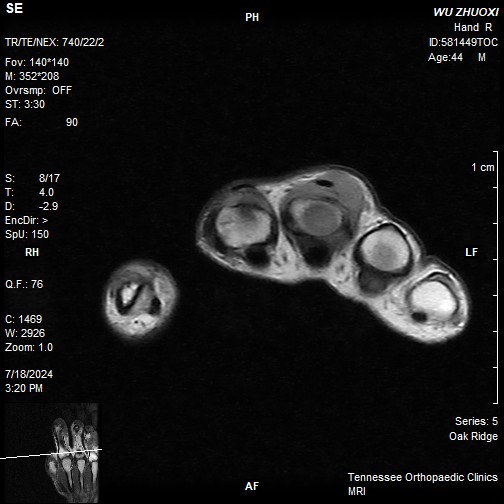 SE
PH
WU ZHUOXI
Hand R
ID:581449TOC
Age:44 M
TR/TE/NEX: 740/22/2
Fov: 140*140
M: 352*208
Ovrsmp: OFF
ST: 3:30
FA: 90
1 cm
S: 8/17
T: 4.0
D: -2.9
EncDir: >
SpU: 150
RH
LF
Q.F.: 76
C: 1469
W: 2926
Zoom: 1.0
7/18/2024
3:20 PM
Series: 5
Oak Ridge
AF
Tennessee Orthopaedic Clinics
MRI